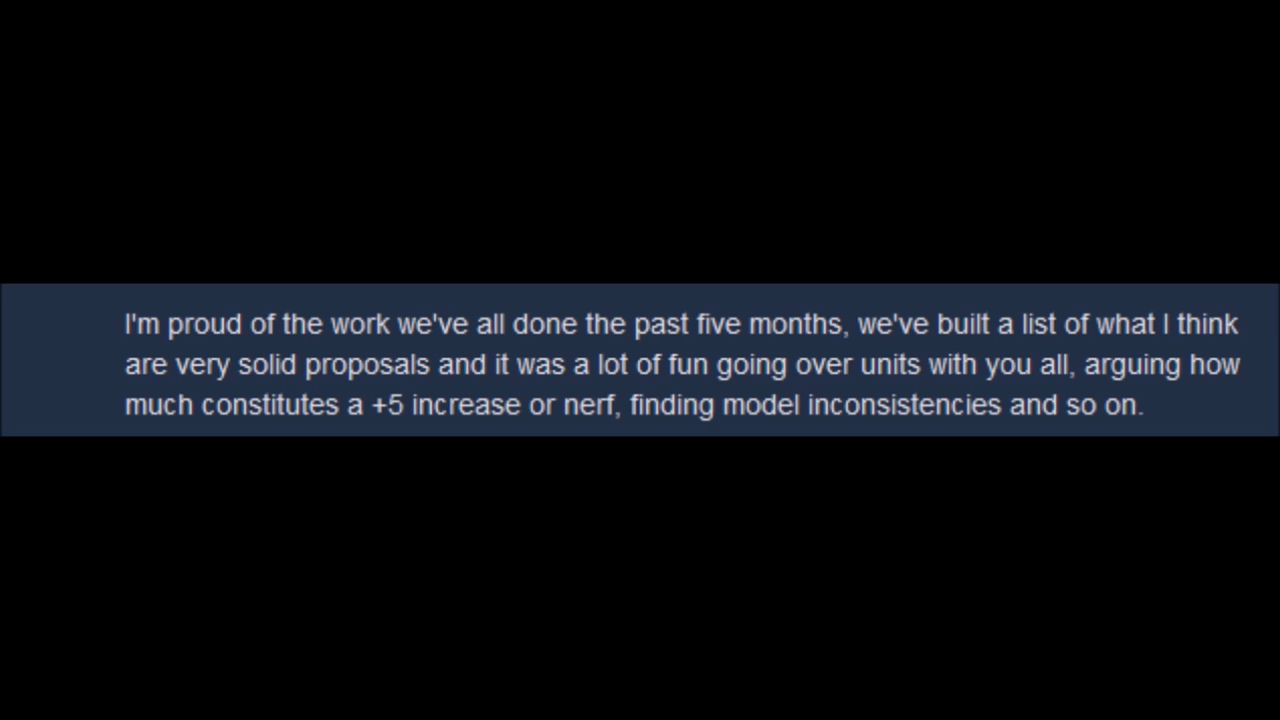 I'm proud of the work we've all done the past five months, we've built a list of what I think
are very solid proposals and it was a lot of fun going over units with you all, arguing how
much constitutes a +5 increase or nerf, finding model inconsistencies and so on.